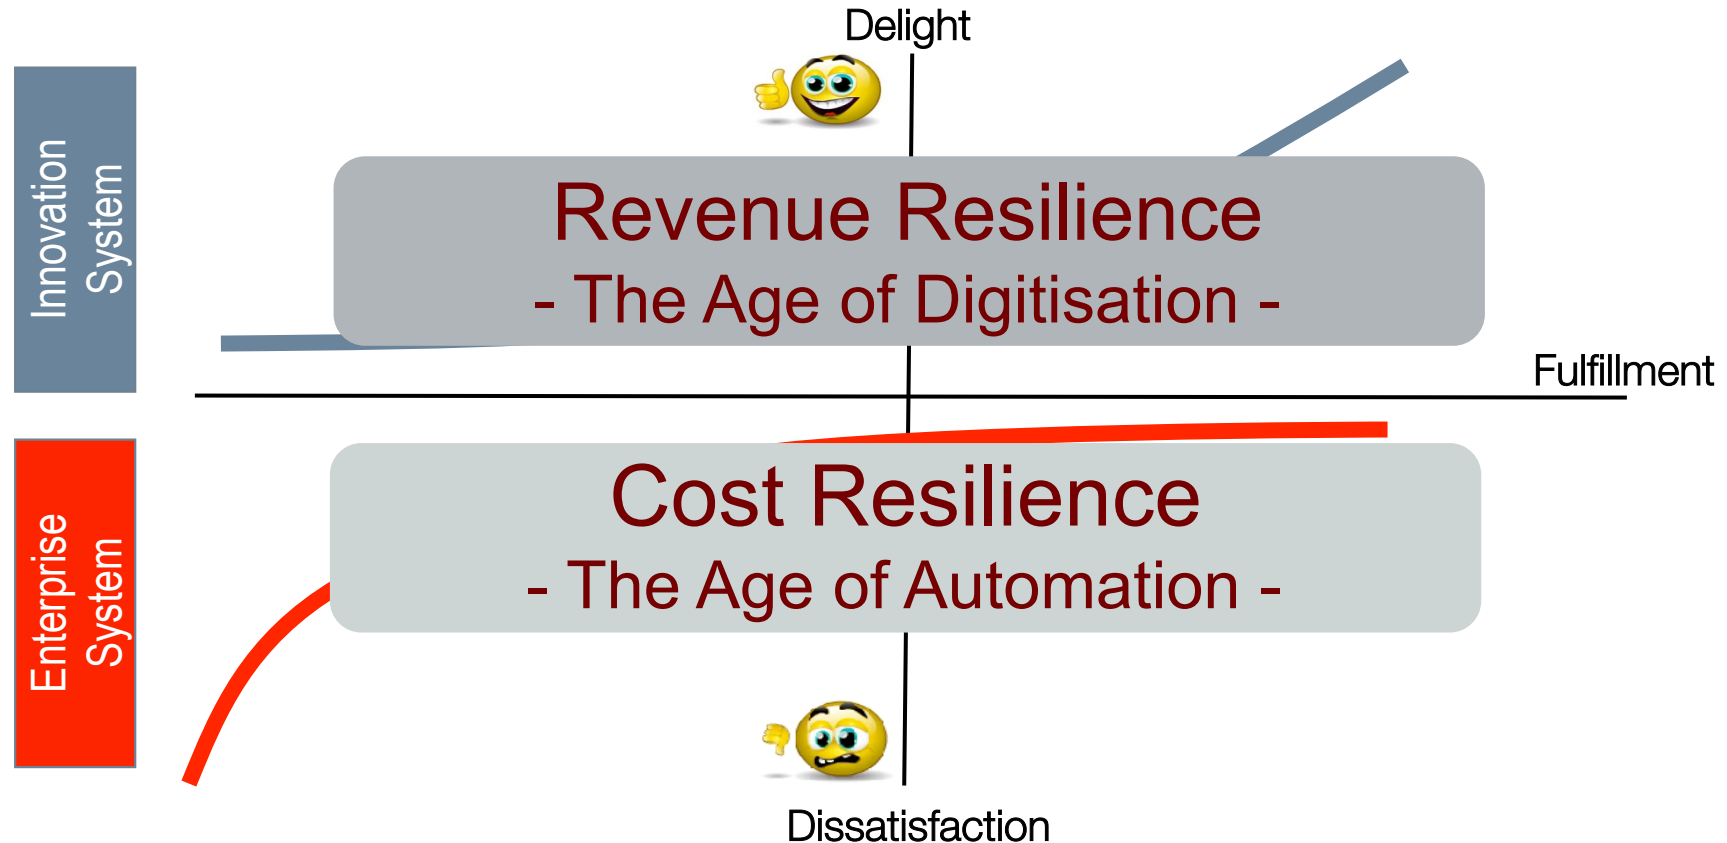 Delight
Innovation
System
Revenue Resilience
- The Age of Digitisation -
Fulfillment
Enterprise
System
Cost Resilience
- The Age of Automation -
Dissatisfaction